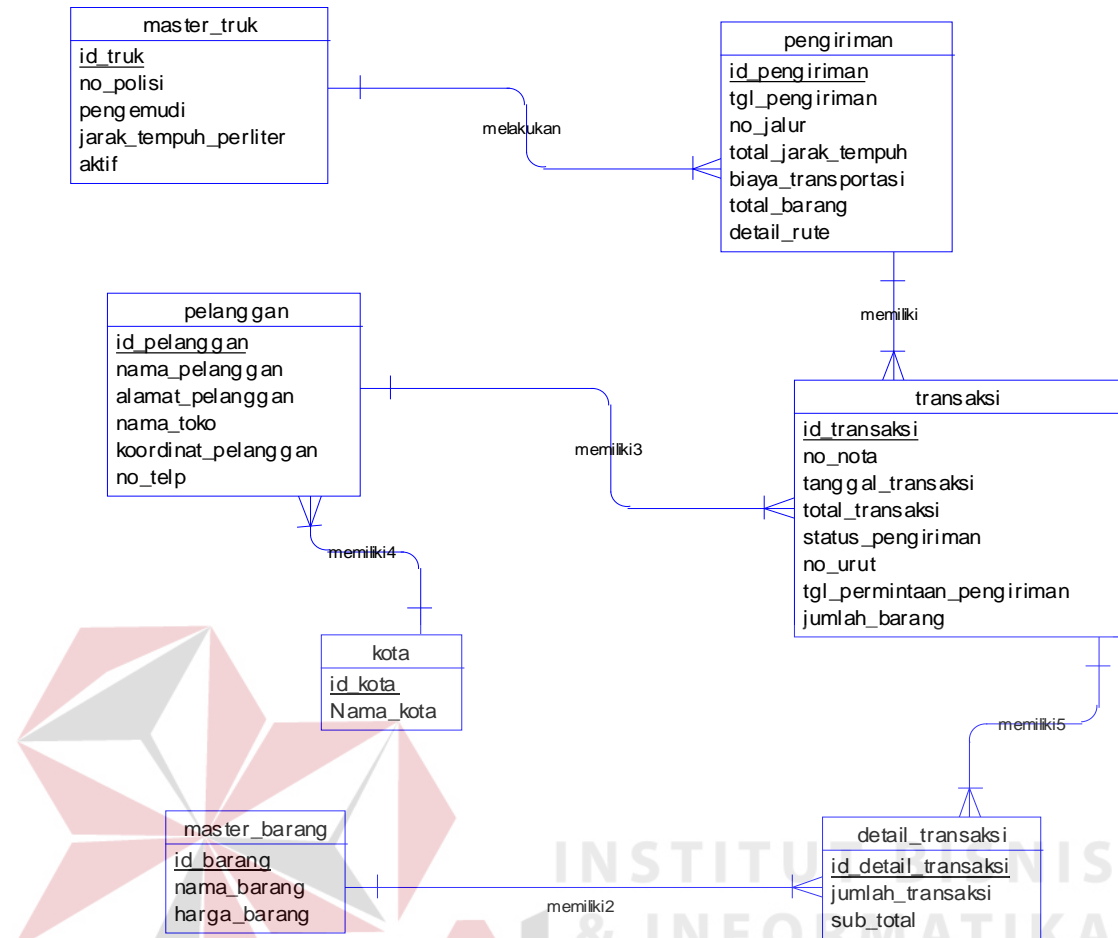 master_truk
id_truk
no_polisi
pengemudi
jarak_tempuh_perliter
aktif
pengiriman
id_pengiriman
tgl_pengiriman
no_jalur
total_jarak_tempuh
biaya_transportasi
total_barang
detail_rute
melakukan
memiliki
pelanggan
id_pelanggan
nama_pelanggan
alamat_pelanggan
nama_toko
koordinat_pelanggan
no_telp
memiliki3
transaksi
id_transaksi
no_nota
tanggal_transaksi
total_transaksi
status_pengiriman
no_urut
tgl_permintaan_pengiriman
jumlah_barang
memiliki4
kota
id_kota
Nama_kota
memiliki5
master_barang
id_barang
nama_barang
harga_barang
memiliki2
detail_transaksi
id_detail_transaksi
jumlah_transaksi
sub_total
INSTITUT BISNIS
& INFORMATIKA